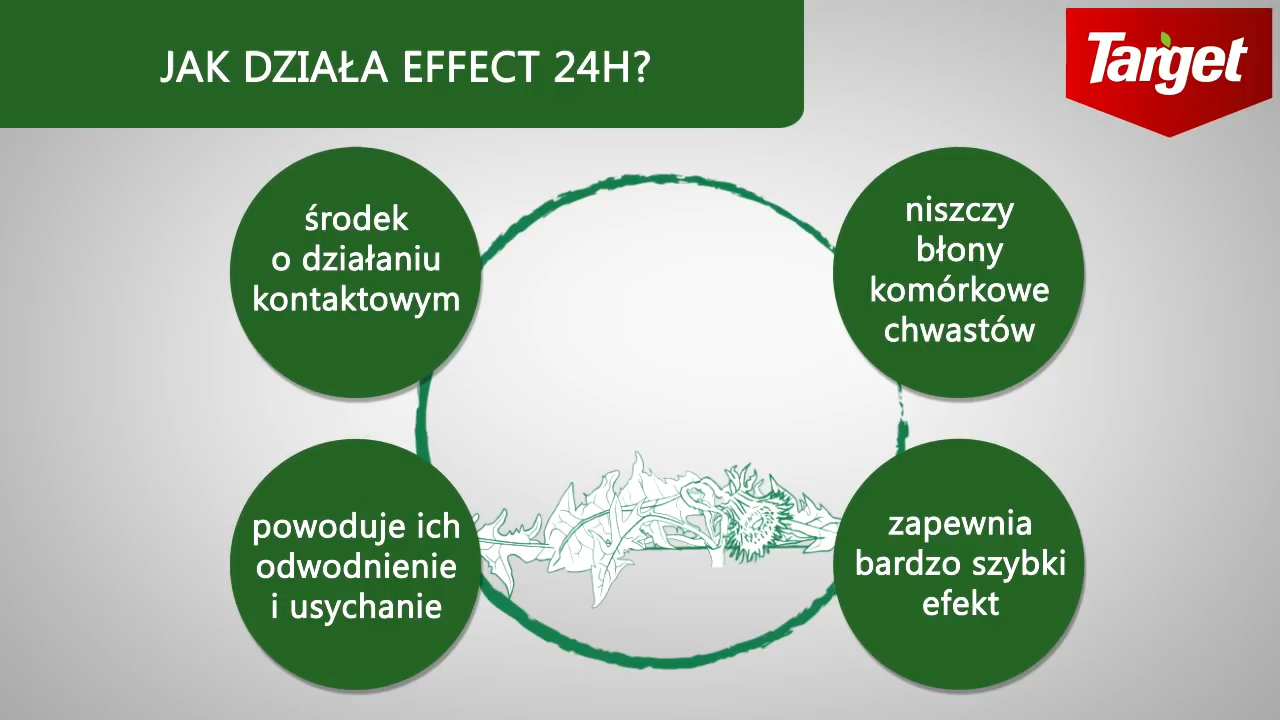 JAK DZIAŁA EFFECT 24H?
Target
środek
o działaniu
kontaktowym
niszczy
błony
komórkowe
chwastów
powoduje ich
odwodnienie
i usychanie
zapewnia
bardzo szybki
efekt